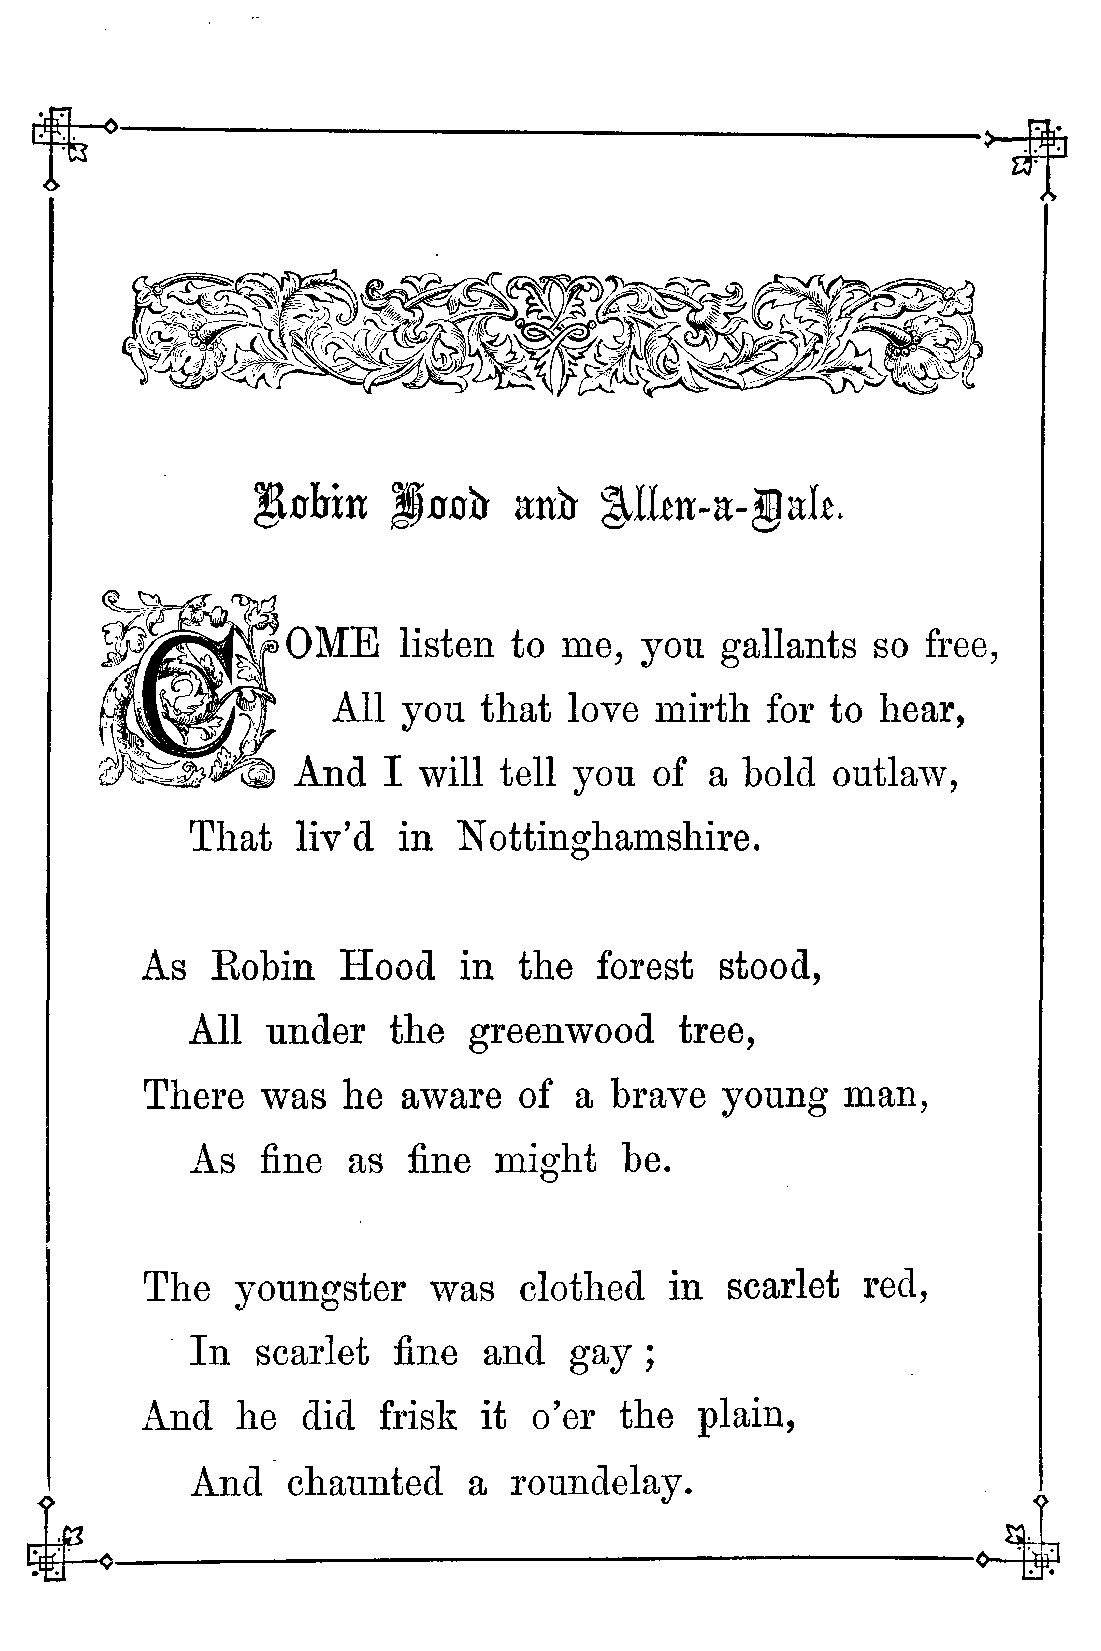 Robin Hood and Allen-a-Dale.
COME listen to me, you gallants so free,
All you that love mirth for to hear,
And I will tell you of a bold outlaw,
That liv’d in Nottinghamshire.
As Robin Hood in the forest stood,
All under the greenwood tree,
There was he aware of a brave young man,
As fine as fine might be.
The youngster was clothed in scarlet red,
In scarlet fine and gay ;
And he did frisk it o’er the plain,
And chaunted a roundelay.